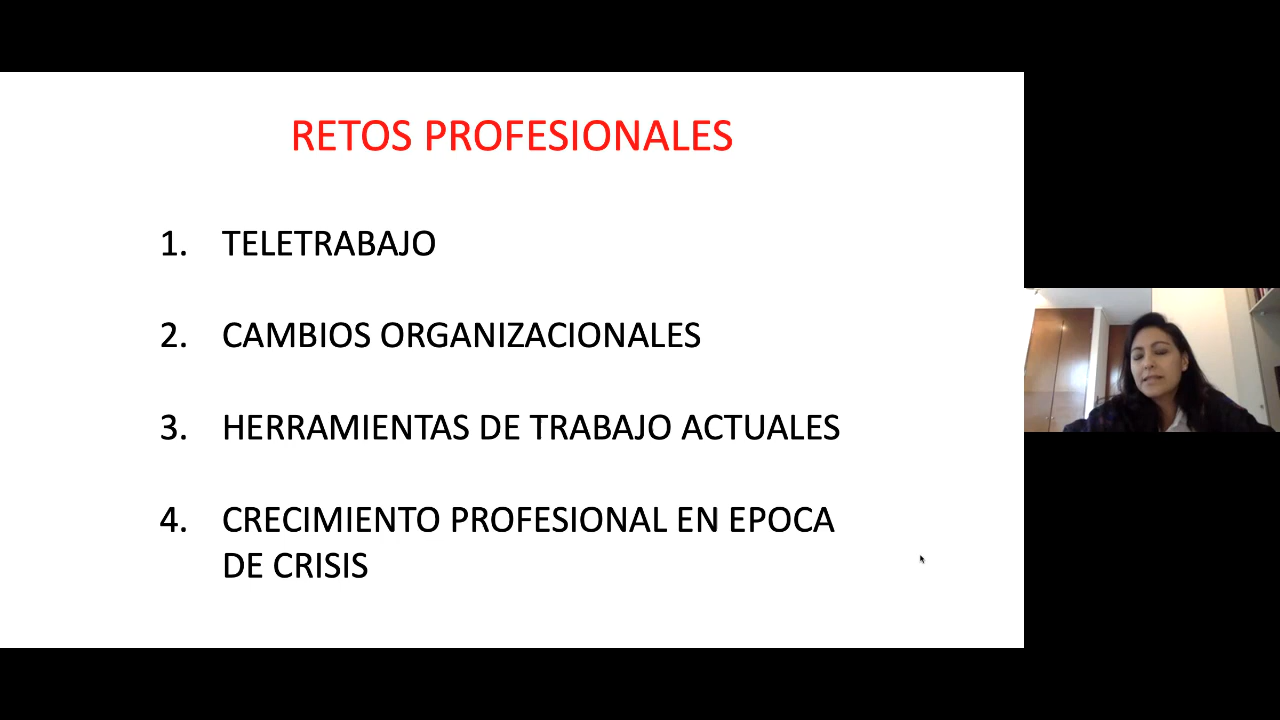 RETOS PROFESIONALES
1. TELETRABAJO
2. CAMBIOS ORGANIZACIONALES
3. HERRAMIENTAS DE TRABAJO ACTUALES
4. CRECIMIENTO PROFESIONAL EN EPOCA
DE CRISIS